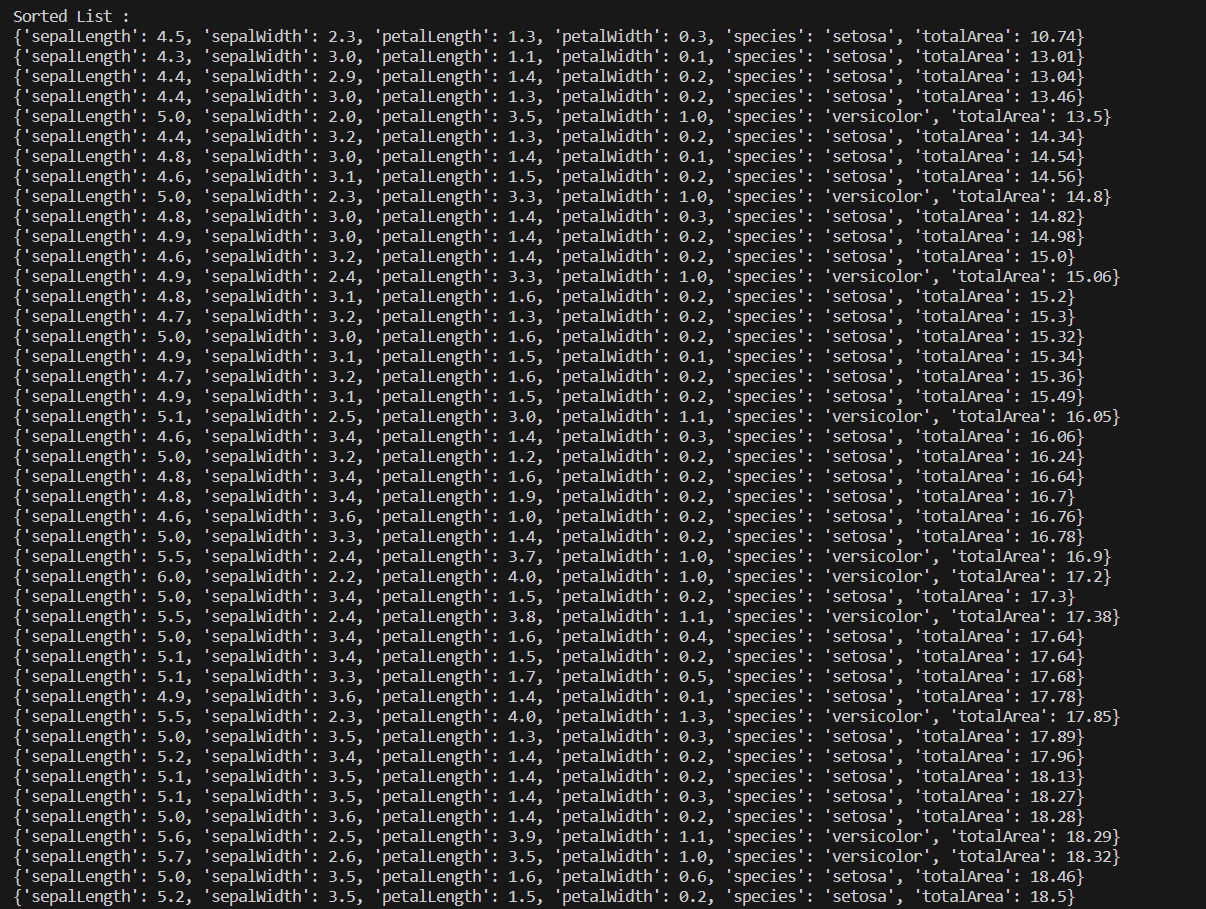 Sorted List :
{'sepalLength': 4.5, 'sepalWidth': 2.3, 'petalLength': 1.3, 'petalWidth': 0.3, 'species': 'setosa', 'totalArea': 10.74}
{'sepalLength': 4.3, 'sepalWidth': 3.0, 'petalLength': 1.1, 'petalWidth': 0.1, 'species': 'setosa', 'totalArea': 13.01}
{'sepalLength': 4.4, 'sepalWidth': 2.9, 'petalLength': 1.4, 'petalWidth': 0.2, 'species': 'setosa', 'totalArea': 13.04}
{'sepalLength': 4.4, 'sepalWidth': 3.0, 'petalLength': 1.3, 'petalWidth': 0.2, 'species': 'setosa', 'totalArea': 13.46}
{'sepalLength': 5.0, 'sepalWidth': 2.0, 'petalLength': 3.5, 'petalWidth': 1.0, 'species': 'versicolor', 'totalArea': 13.5}
{'sepalLength': 4.4, 'sepalWidth': 3.2, 'petalLength': 1.3, 'petalWidth': 0.2, 'species': 'setosa', 'totalArea': 14.34}
{'sepalLength': 4.8, 'sepalWidth': 3.0, 'petalLength': 1.4, 'petalWidth': 0.1, 'species': 'setosa', 'totalArea': 14.54}
{'sepalLength': 4.6, 'sepalWidth': 3.1, 'petalLength': 1.5, 'petalWidth': 0.2, 'species': 'setosa', 'totalArea': 14.56}
{'sepalLength': 5.0, 'sepalWidth': 2.3, 'petalLength': 3.3, 'petalWidth': 1.0, 'species': 'versicolor', 'totalArea': 14.8}
{'sepalLength': 4.8, 'sepalWidth': 3.0, 'petalLength': 1.4, 'petalWidth': 0.3, 'species': 'setosa', 'totalArea': 14.82}
{'sepalLength': 4.9, 'sepalWidth': 3.0, 'petalLength': 1.4, 'petalWidth': 0.2, 'species': 'setosa', 'totalArea': 14.98}
{'sepalLength': 4.6, 'sepalWidth': 3.2, 'petalLength': 1.4, 'petalWidth': 0.2, 'species': 'setosa', 'totalArea': 15.0}
{'sepalLength': 4.9, 'sepalWidth': 2.4, 'petalLength': 3.3, 'petalWidth': 1.0, 'species': 'versicolor', 'totalArea': 15.06}
{'sepalLength': 4.8, 'sepalWidth': 3.1, 'petalLength': 1.6, 'petalWidth': 0.2, 'species': 'setosa', 'totalArea': 15.2}
{'sepalLength': 4.7, 'sepalWidth': 3.2, 'petalLength': 1.3, 'petalWidth': 0.2, 'species': 'setosa', 'totalArea': 15.3}
{'sepalLength': 5.0, 'sepalWidth': 3.0, 'petalLength': 1.6, 'petalWidth': 0.2, 'species': 'setosa', 'totalArea': 15.32}
{'sepalLength': 4.9, 'sepalWidth': 3.1, 'petalLength': 1.5, 'petalWidth': 0.1, 'species': 'setosa', 'totalArea': 15.34}
{'sepalLength': 4.7, 'sepalWidth': 3.2, 'petalLength': 1.6, 'petalWidth': 0.2, 'species': 'setosa', 'totalArea': 15.36}
{'sepalLength': 4.9, 'sepalWidth': 3.1, 'petalLength': 1.5, 'petalWidth': 0.2, 'species': 'setosa', 'totalArea': 15.49}
{'sepalLength': 5.1, 'sepalWidth': 2.5, 'petalLength': 3.0, 'petalWidth': 1.1, 'species': 'versicolor', 'totalArea': 16.05}
{'sepalLength': 4.6, 'sepalWidth': 3.4, 'petalLength': 1.4, 'petalWidth': 0.3, 'species': 'setosa', 'totalArea': 16.06}
{'sepalLength': 5.0, 'sepalWidth': 3.2, 'petalLength': 1.2, 'petalWidth': 0.2, 'species': 'setosa', 'totalArea': 16.24}
{'sepalLength': 4.8, 'sepalWidth': 3.4, 'petalLength': 1.6, 'petalWidth': 0.2, 'species': 'setosa', 'totalArea': 16.64}
{'sepalLength': 4.8, 'sepalWidth': 3.4, 'petalLength': 1.9, 'petalWidth': 0.2, 'species': 'setosa', 'totalArea': 16.7}
{'sepalLength': 4.6, 'sepalWidth': 3.6, 'petalLength': 1.0, 'petalWidth': 0.2, 'species': 'setosa', 'totalArea': 16.76}
{'sepalLength': 5.0, 'sepalWidth': 3.3, 'petalLength': 1.4, 'petalWidth': 0.2, 'species': 'setosa', 'totalArea': 16.78}
{'sepalLength': 5.5, 'sepalWidth': 2.4, 'petalLength': 3.7, 'petalWidth': 1.0, 'species': 'versicolor', 'totalArea': 16.9}
{'sepalLength': 6.0, 'sepalWidth': 2.2, 'petalLength': 4.0, 'petalWidth': 1.0, 'species': 'versicolor', 'totalArea': 17.2}
{'sepalLength': 5.0, 'sepalWidth': 3.4, 'petalLength': 1.5, 'petalWidth': 0.2, 'species': 'setosa', 'totalArea': 17.3}
{'sepalLength': 5.5, 'sepalWidth': 2.4, 'petalLength': 3.8, 'petalWidth': 1.1, 'species': 'versicolor', 'totalArea': 17.38}
{'sepalLength': 5.0, 'sepalWidth': 3.4, 'petalLength': 1.6, 'petalWidth': 0.4, 'species': 'setosa', 'totalArea': 17.64}
{'sepalLength': 5.1, 'sepalWidth': 3.4, 'petalLength': 1.5, 'petalWidth': 0.2, 'species': 'setosa', 'totalArea': 17.64}
{'sepalLength': 5.1, 'sepalWidth': 3.3, 'petalLength': 1.7, 'petalWidth': 0.5, 'species': 'setosa', 'totalArea': 17.68}
{'sepalLength': 4.9, 'sepalWidth': 3.6, 'petalLength': 1.4, 'petalWidth': 0.1, 'species': 'setosa', 'totalArea': 17.78}
{'sepalLength': 5.5, 'sepalWidth': 2.3, 'petalLength': 4.0, 'petalWidth': 1.3, 'species': 'versicolor', 'totalArea': 17.85}
{'sepalLength': 5.0, 'sepalWidth': 3.5, 'petalLength': 1.3, 'petalWidth': 0.3, 'species': 'setosa', 'totalArea': 17.89}
{'sepalLength': 5.2, 'sepalWidth': 3.4, 'petalLength': 1.4, 'petalWidth': 0.2, 'species': 'setosa', 'totalArea': 17.96}
{'sepalLength': 5.1, 'sepalWidth': 3.5, 'petalLength': 1.4, 'petalWidth': 0.2, 'species': 'setosa', 'totalArea': 18.13}
{'sepalLength': 5.1, 'sepalWidth': 3.5, 'petalLength': 1.4, 'petalWidth': 0.3, 'species': 'setosa', 'totalArea': 18.27}
{'sepalLength': 5.0, 'sepalWidth': 3.6, 'petalLength': 1.4, 'petalWidth': 0.2, 'species': 'setosa', 'totalArea': 18.28}
{'sepalLength': 5.6, 'sepalWidth': 2.5, 'petalLength': 3.9, 'petalWidth': 1.1, 'species': 'versicolor', 'totalArea': 18.29}
{'sepalLength': 5.7, 'sepalWidth': 2.6, 'petalLength': 3.5, 'petalWidth': 1.0, 'species': 'versicolor', 'totalArea': 18.32}
{'sepalLength': 5.0, 'sepalWidth': 3.5, 'petalLength': 1.6, 'petalWidth': 0.6, 'species': 'setosa', 'totalArea': 18.46}
{'sepalLength': 5.2, 'sepalWidth': 3.5, 'petalLength': 1.5, 'petalWidth': 0.2, 'species': 'setosa', 'totalArea': 18.5}